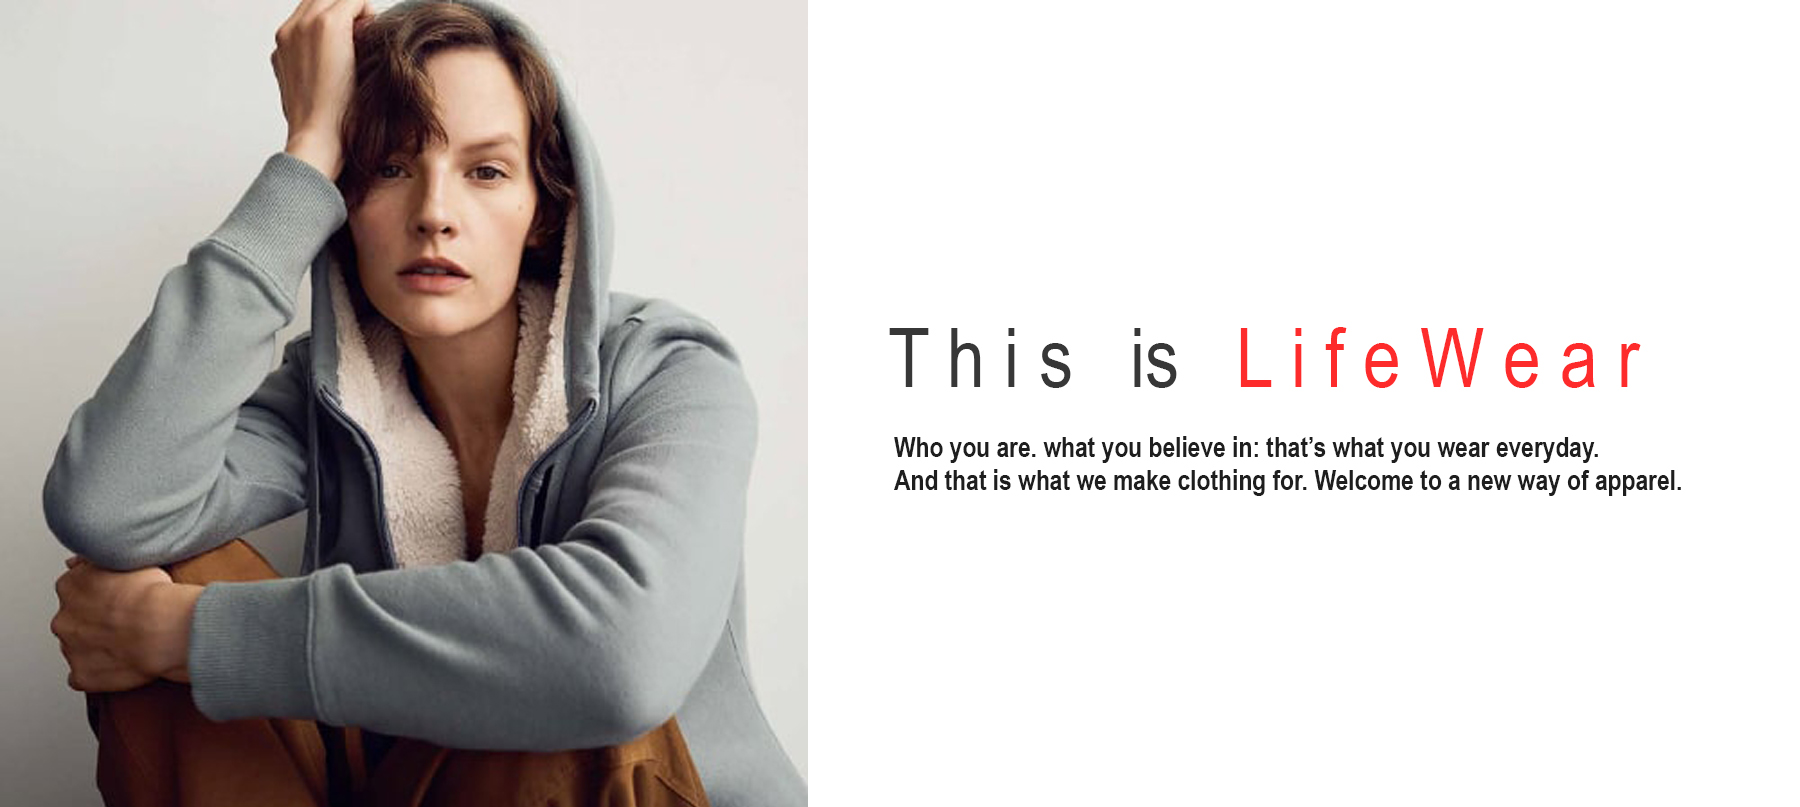 This is LifeWear
Who you are. what you believe in: that’s what you wear everyday.
And that is what we make clothing for. Welcome to a new way of apparel.